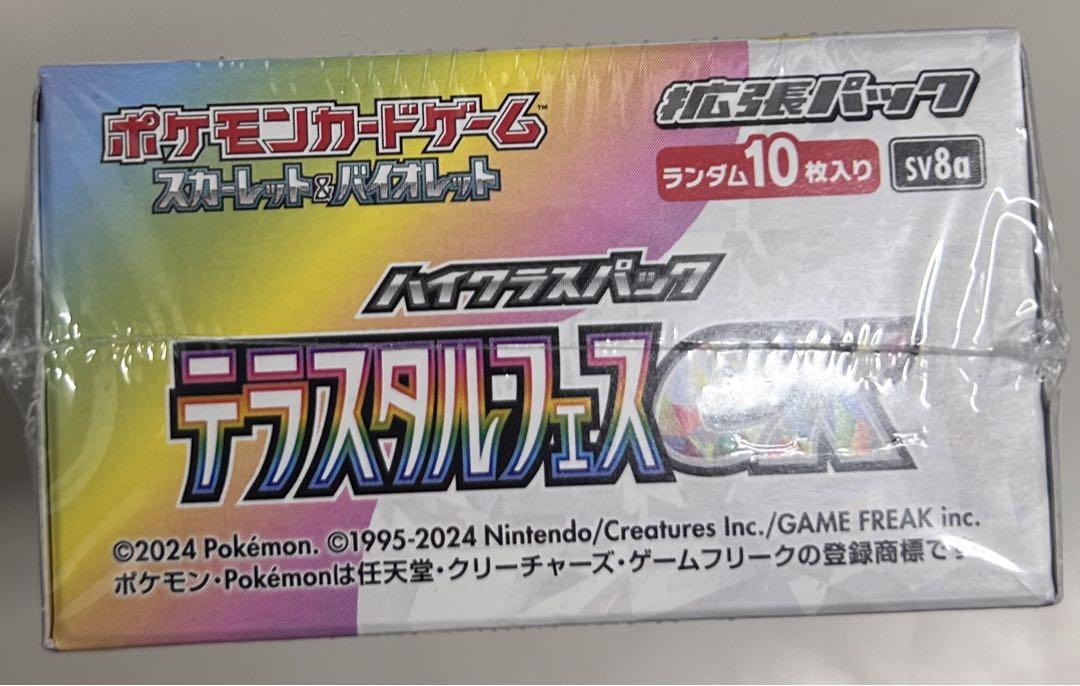 ポケモンカードゲーム™
スカーレット&バイオレット
拡張パック
ランダム10枚入り
SV8a
ハイクラスパック
テラスタルフェスex
©2024 Pokémon. ©1995-2024 Nintendo/Creatures Inc./GAME FREAK inc.
ポケモン・Pokémonは任天堂・クリーチャーズ・ゲームフリークの登録商標です